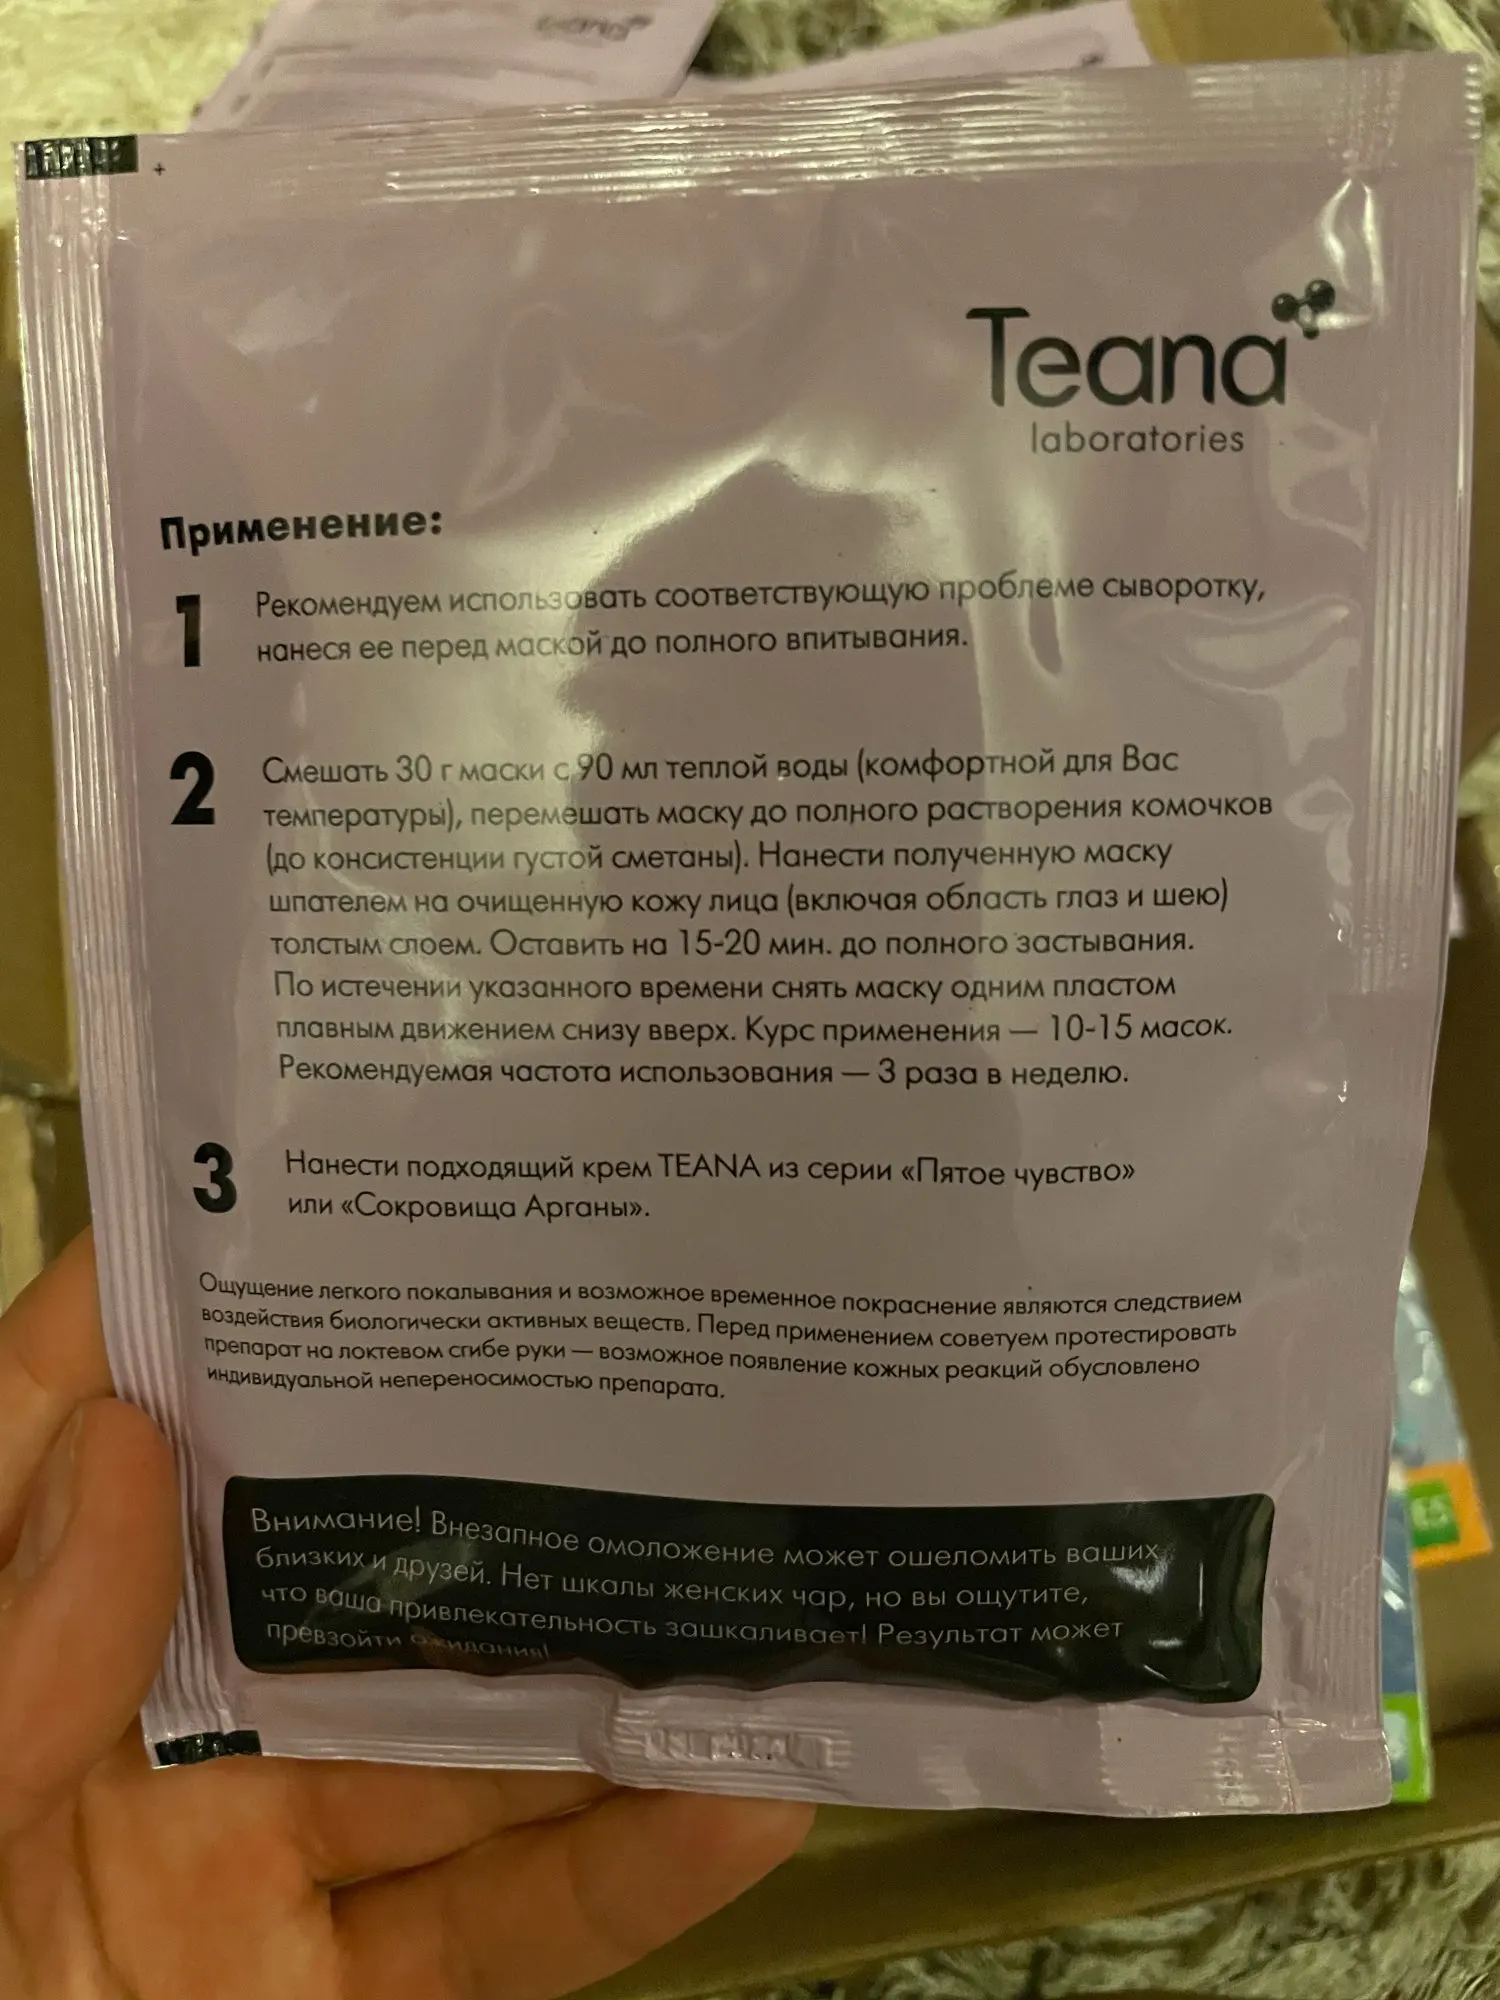 Teana
laboratories
Применение:
1
Рекомендуем использовать соответствующую проблеме сыворотку,
нанеся ее перед маской до полного впитывания.
2
Смешать 30 г маски с 90 мл теплой воды (комфортной для Вас
температуры), перемешать маску до полного растворения комочков
(до консистенции густой сметаны). Нанести полученную маску
шпателем на очищенную кожу лица (включая область глаз и шею)
толстым слоем. Оставить на 15-20 мин. до полного застывания.
По истечении указанного времени снять маску одним пластом
плавным движением снизу вверх. Курс применения — 10-15 масок.
Рекомендуемая частота использования — 3 раза в неделю.
3
Нанести подходящий крем TEANA из серии «Пятое чувство»
или «Сокровища Арганы».
Ощущение легкого покалывания и возможное временное покраснение являются следствием
воздействия биологически активных веществ. Перед применением советуем протестировать
препарат на локтевом сгибе руки — возможное появление кожных реакций обусловлено
индивидуальной непереносимостью препарата.
Внимание! Внезапное омоложение может ошеломить ваших
близких и друзей. Нет шкалы женских чар, но вы ощутите,
что ваша привлекательность зашкаливает! Результат может
превзойти ожидания!